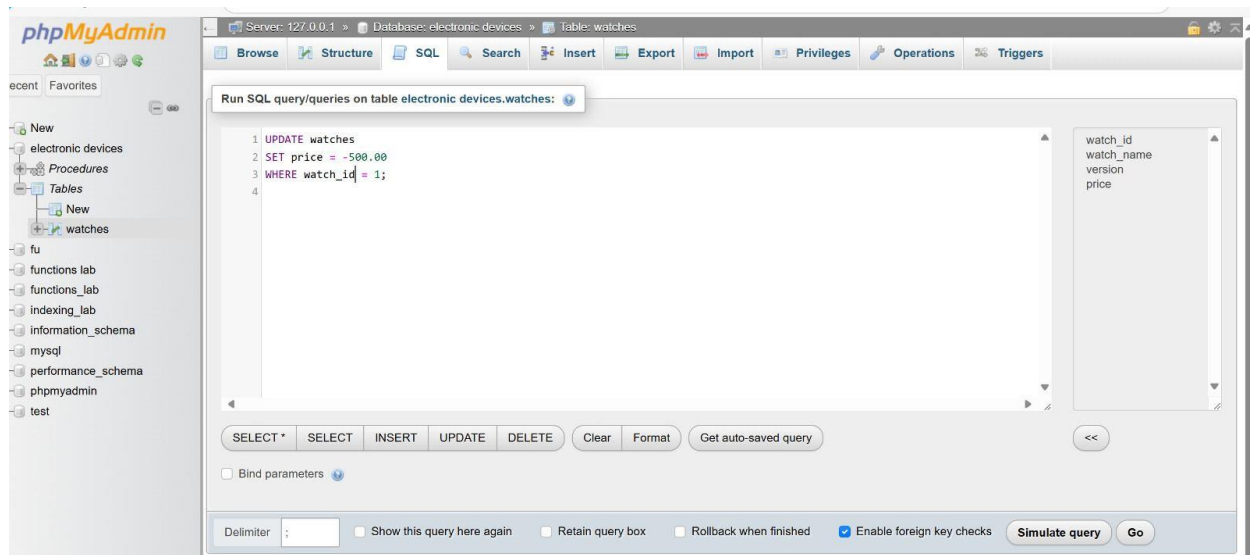 phpMyAdmin
ecent Favorites
New
electronic devices
Procedures
Tables
New
watches
fu
functions lab
functions_lab
indexing_lab
information_schema
mysql
performance_schema
phpmyadmin
test
Server: 127.0.0.1 » Database: electronic devices » Table: watches
Browse Structure SQL Search Insert Export Import Privileges Operations Triggers
Run SQL query/queries on table electronic devices.watches:
1 UPDATE watches
2 SET price = -500.00
3 WHERE watch_id = 1;
4
watch_id
watch_name
version
price
SELECT * SELECT INSERT UPDATE DELETE Clear Format Get auto-saved query <<
Bind parameters
Delimiter ; Show this query here again Retain query box Rollback when finished Enable foreign key checks Simulate query Go